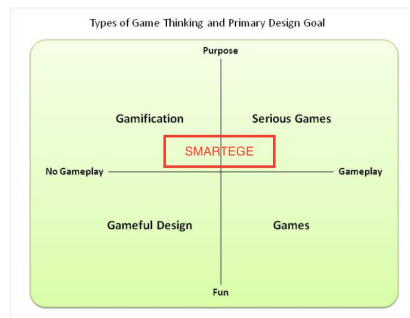 Types of Game Thinking and Primary Design Goal
Purpose
Gamification
Serious Games
SMARTEGE
No Gameplay
Gameplay
Gameful Design
Games
Fun